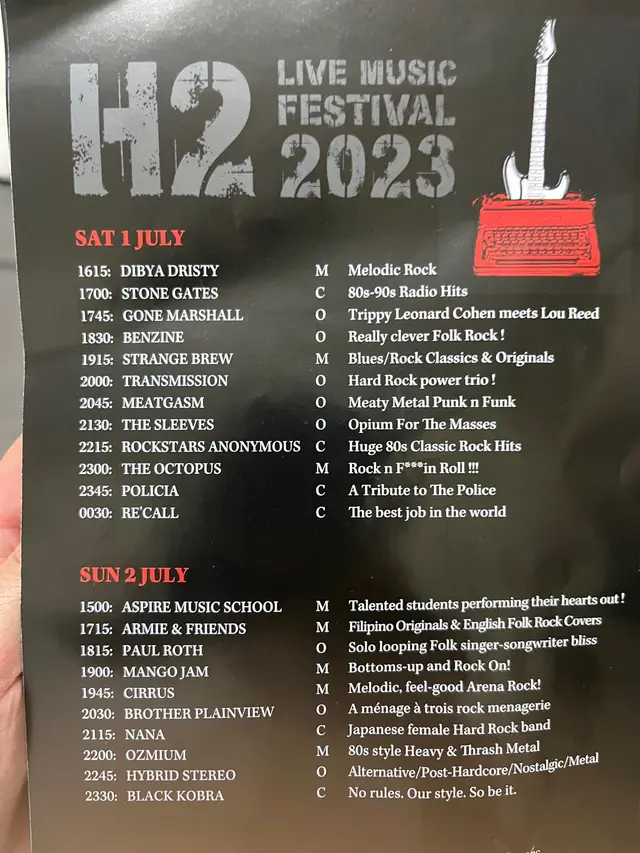 H2 LIVE MUSIC
FESTIVAL
2023
SAT 1 JULY
1615: DIBYA DRISTY M Melodic Rock
1700: STONE GATES C 80s-90s Radio Hits
1745: GONE MARSHALL O Trippy Leonard Cohen meets Lou Reed
1830: BENZINE O Really clever Folk Rock !
1915: STRANGE BREW M Blues/Rock Classics & Originals
2000: TRANSMISSION O Hard Rock power trio !
2045: MEATGASM O Meaty Metal Punk n Funk
2130: THE SLEEVES O Opium For The Masses
2215: ROCKSTARS ANONYMOUS C Huge 80s Classic Rock Hits
2300: THE OCTOPUS M Rock n F***in Roll !!!
2345: POLICIA C A Tribute to The Police
0030: RE'CALL C The best job in the world
SUN 2 JULY
1500: ASPIRE MUSIC SCHOOL M Talented students performing their hearts out !
1715: ARMIE & FRIENDS M Filipino Originals & English Folk Rock Covers
1815: PAUL ROTH O Solo looping Folk singer-songwriter bliss
1900: MANGO JAM M Bottoms-up and Rock On!
1945: CIRRUS M Melodic, feel-good Arena Rock!
2030: BROTHER PLAINVIEW O A ménage à trois rock menagerie
2115: NANA C Japanese female Hard Rock band
2200: OZMIUM M 80s style Heavy & Thrash Metal
2245: HYBRID STEREO O Alternative/Post-Hardcore/Nostalgic/Metal
2330: BLACK KOBRA C No rules. Our style. So be it.